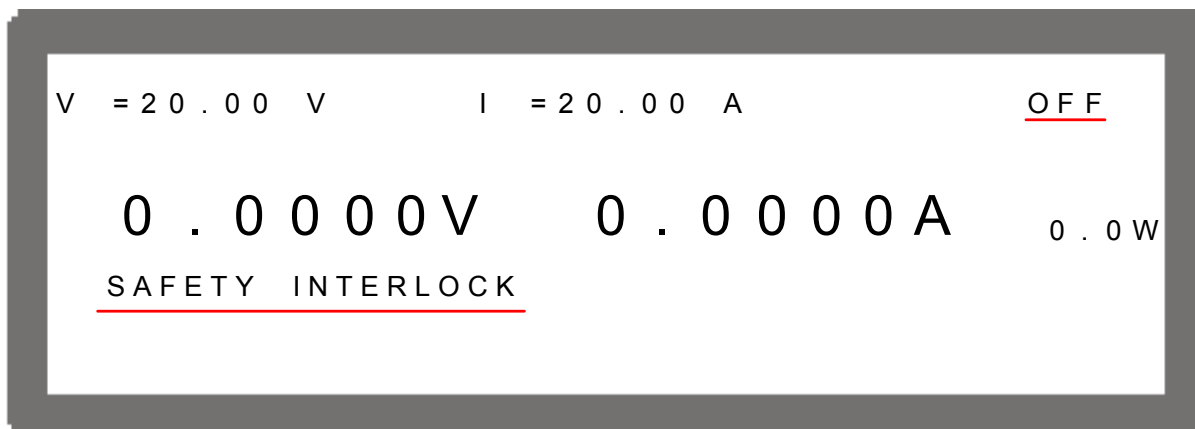 V =20.00 V I =20.00 A OFF
0.0000V 0.0000A 0.0W
SAFETY INTERLOCK